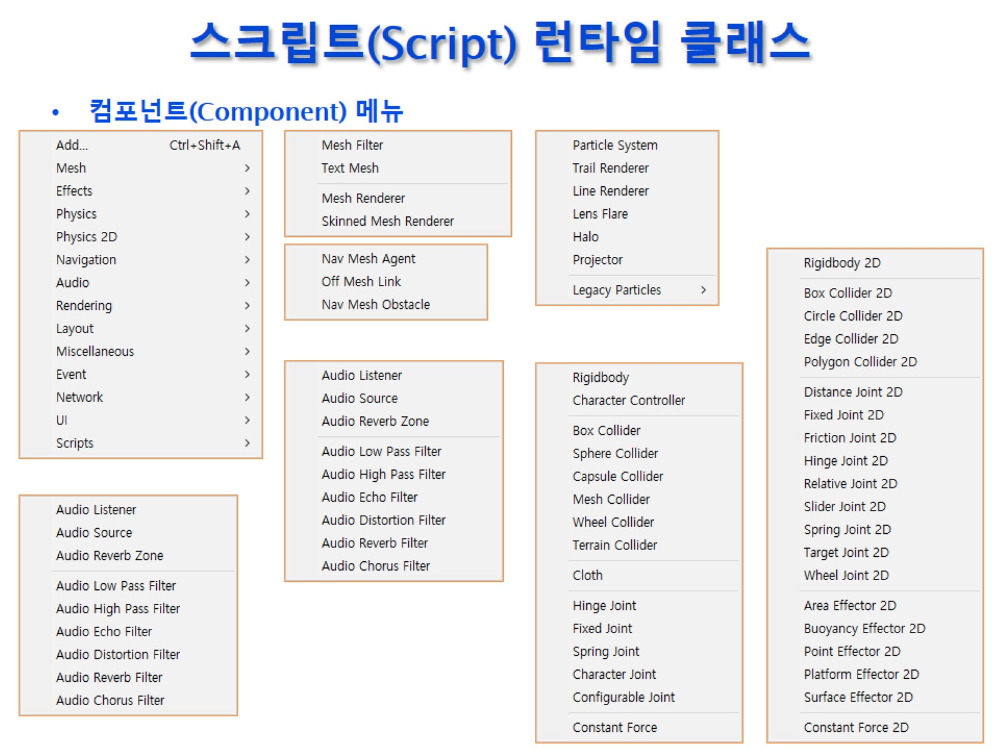 스크립트(Script) 런타임 클래스
• 컴포넌트(Component) 메뉴
Add... Ctrl+Shift+A
Mesh
Effects
Physics
Physics 2D
Navigation
Audio
Rendering
Layout
Miscellaneous
Event
Network
UI
Scripts
Audio Listener
Audio Source
Audio Reverb Zone
Audio Low Pass Filter
Audio High Pass Filter
Audio Echo Filter
Audio Distortion Filter
Audio Reverb Filter
Audio Chorus Filter
Mesh Filter
Text Mesh
Mesh Renderer
Skinned Mesh Renderer
Nav Mesh Agent
Off Mesh Link
Nav Mesh Obstacle
Audio Listener
Audio Source
Audio Reverb Zone
Audio Low Pass Filter
Audio High Pass Filter
Audio Echo Filter
Audio Distortion Filter
Audio Reverb Filter
Audio Chorus Filter
Particle System
Trail Renderer
Line Renderer
Lens Flare
Halo
Projector
Legacy Particles
Rigidbody
Character Controller
Box Collider
Sphere Collider
Capsule Collider
Mesh Collider
Wheel Collider
Terrain Collider
Cloth
Hinge Joint
Fixed Joint
Spring Joint
Character Joint
Configurable Joint
Constant Force
Rigidbody 2D
Box Collider 2D
Circle Collider 2D
Edge Collider 2D
Polygon Collider 2D
Distance Joint 2D
Fixed Joint 2D
Friction Joint 2D
Hinge Joint 2D
Relative Joint 2D
Slider Joint 2D
Spring Joint 2D
Target Joint 2D
Wheel Joint 2D
Area Effector 2D
Buoyancy Effector 2D
Point Effector 2D
Platform Effector 2D
Surface Effector 2D
Constant Force 2D